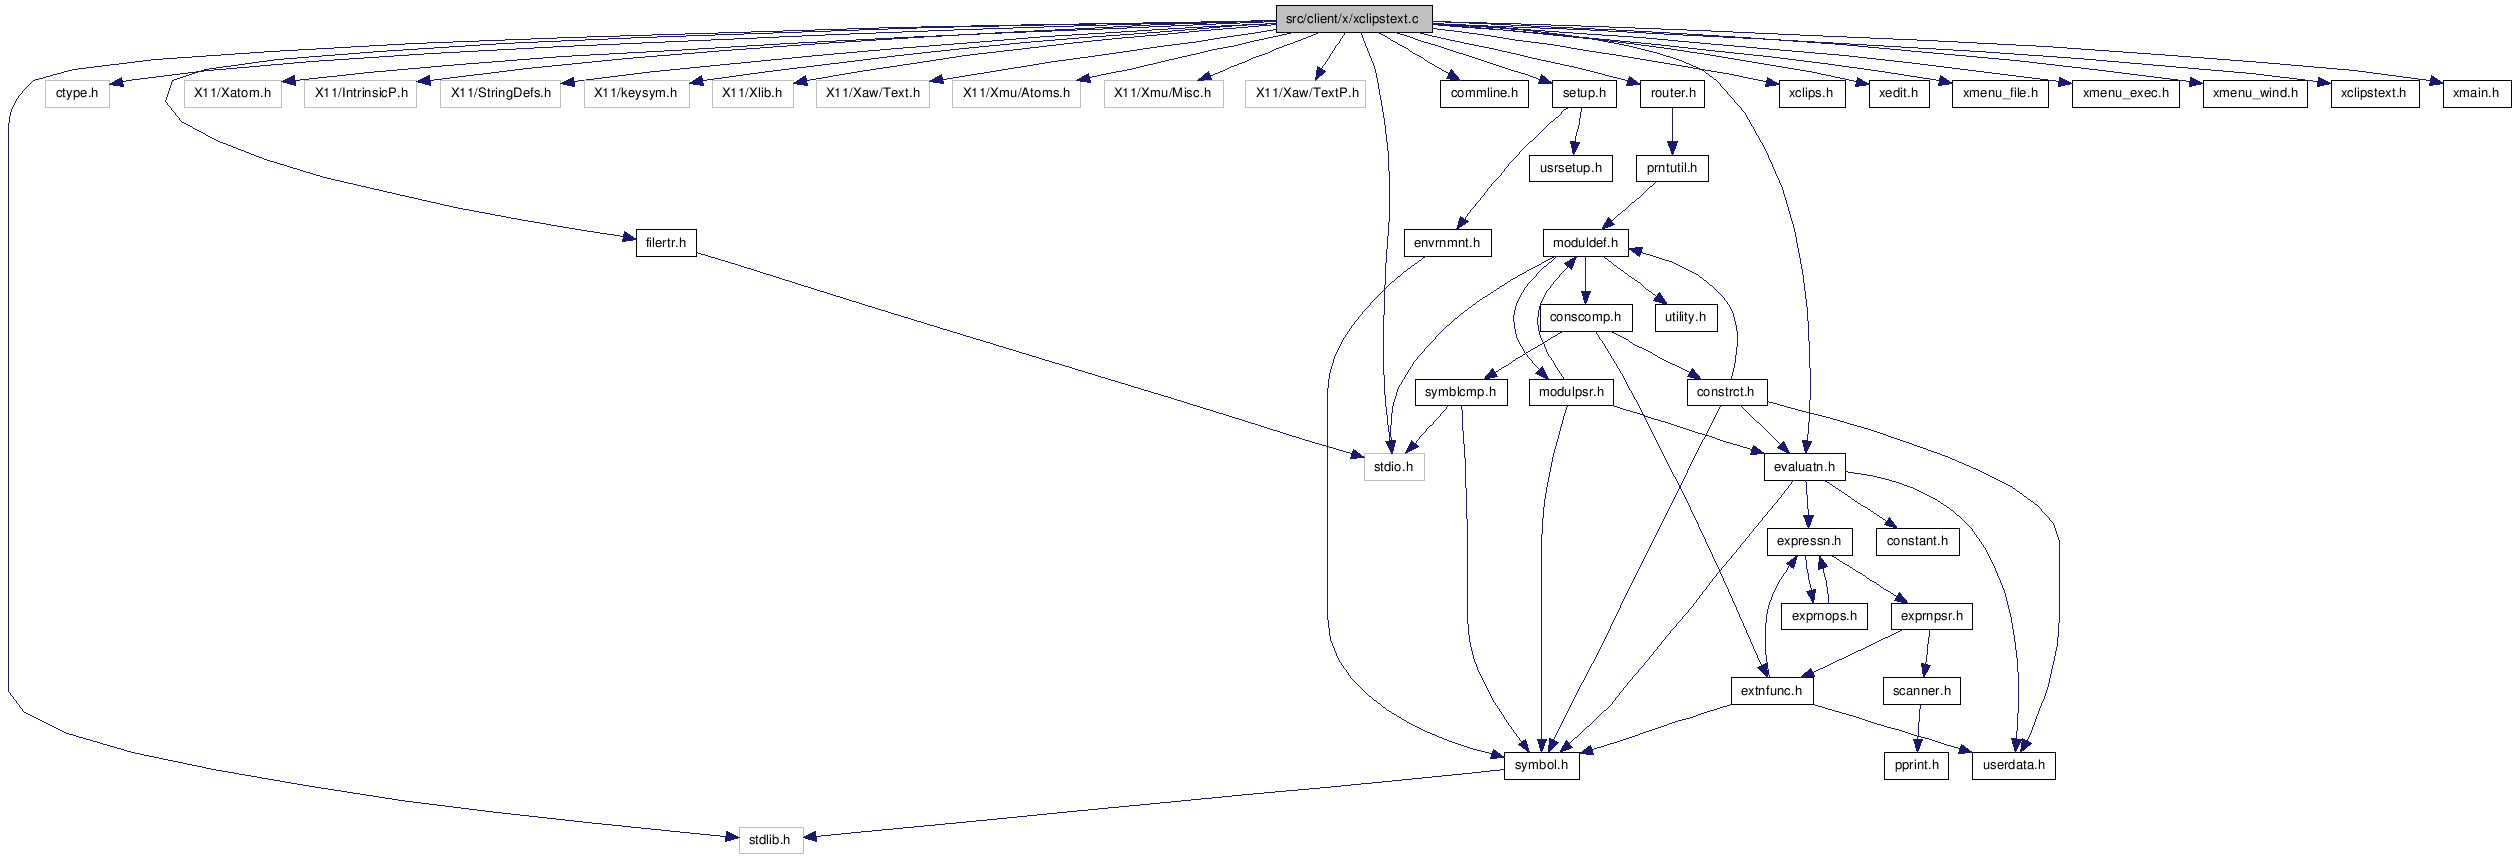 src/client/x/xclipstext.c
ctype.h
X11/Xatom.h
X11/IntrinsicP.h
X11/StringDefs.h
X11/keysym.h
X11/Xlib.h
X11/Xaw/Text.h
X11/Xmu/Atoms.h
X11/Xmu/Misc.h
X11/Xaw/TextP.h
commline.h
setup.h
router.h
xclips.h
xedit.h
xmenu_file.h
xmenu_exec.h
xmenu_wind.h
xclipstext.h
xmain.h
usrsetup.h
prntutil.h
filertr.h
envrnmnt.h
moduldef.h
conscomp.h
utility.h
symblcmp.h
modulpsr.h
constrct.h
stdio.h
evaluatn.h
expressn.h
constant.h
exprnops.h
exprnpsr.h
extnfunc.h
scanner.h
symbol.h
pprint.h
userdata.h
stdlib.h